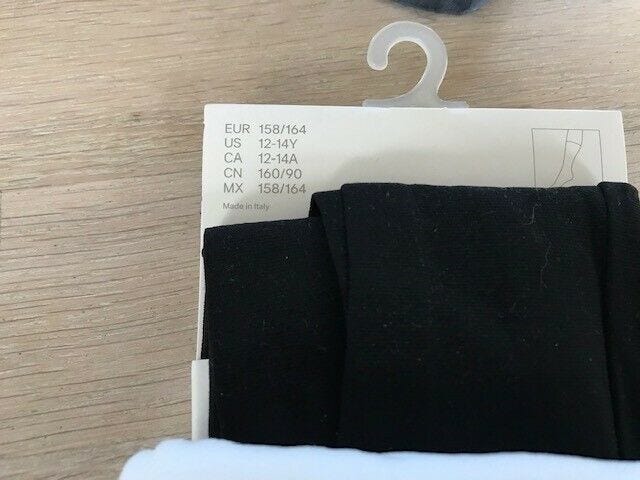 EUR 158/164
US 12-14Y
CA 12-14A
CN 160/90
MX 158/164
Made in Italy